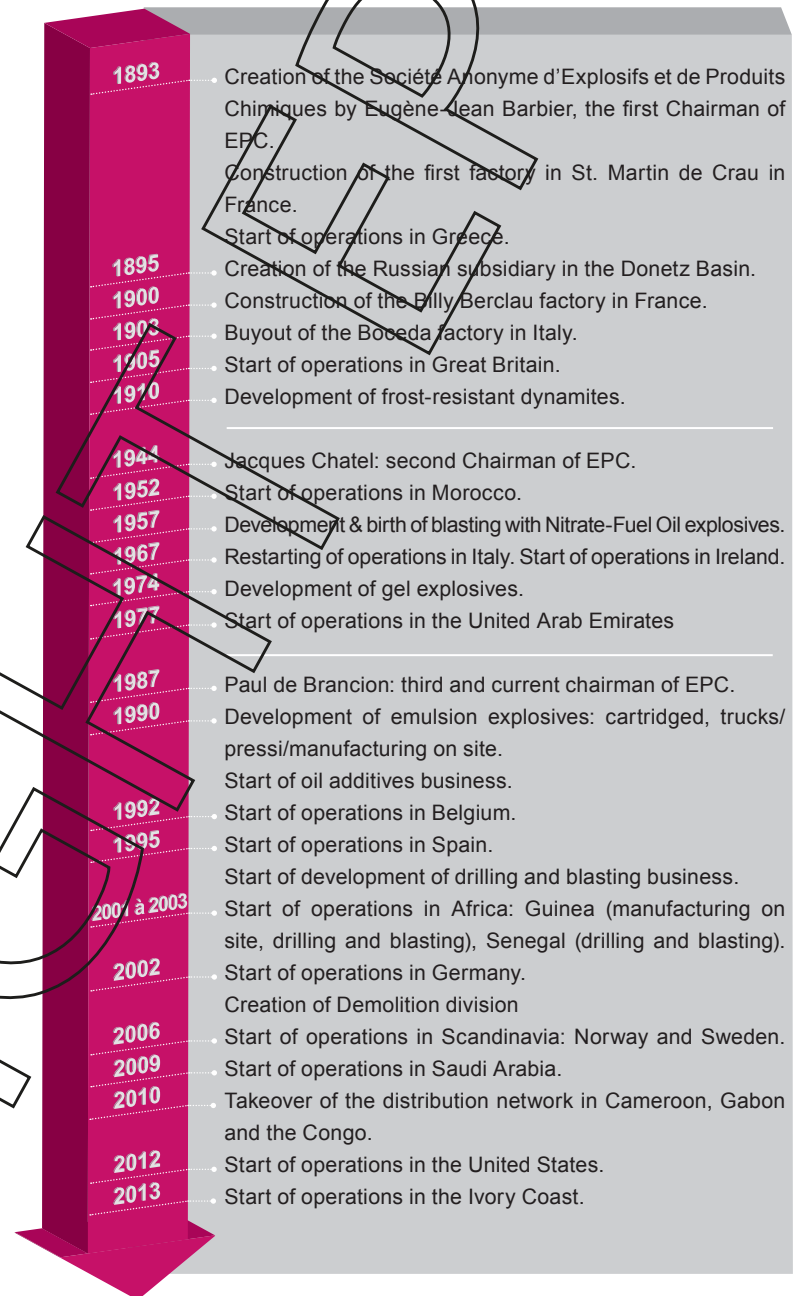 1893 Creation of the Société Anonyme d’Explosifs et de Produits
Chimiques by Eugène-Jean Barbier, the first Chairman of
EPC.
Construction of the first factory in St. Martin de Crau in
France.
Start of operations in Greece.
1895 Creation of the Russian subsidiary in the Donetz Basin.
1900 Construction of the Billy Berclau factory in France.
1903 Buyout of the Boceda factory in Italy.
1905 Start of operations in Great Britain.
1910 Development of frost-resistant dynamites.
1944 Jacques Chatel: second Chairman of EPC.
1952 Start of operations in Morocco.
1957 Development & birth of blasting with Nitrate-Fuel Oil explosives.
1967 Restarting of operations in Italy. Start of operations in Ireland.
1974 Development of gel explosives.
1977 Start of operations in the United Arab Emirates
1987 Paul de Brancion: third and current chairman of EPC.
1990 Development of emulsion explosives: cartridged, trucks/
pressi/manufacturing on site.
Start of oil additives business.
1992 Start of operations in Belgium.
1995 Start of operations in Spain.
Start of development of drilling and blasting business.
2001 à 2003 Start of operations in Africa: Guinea (manufacturing on
site, drilling and blasting), Senegal (drilling and blasting).
2002 Start of operations in Germany.
Creation of Demolition division
2006 Start of operations in Scandinavia: Norway and Sweden.
2009 Start of operations in Saudi Arabia.
2010 Takeover of the distribution network in Cameroon, Gabon
and the Congo.
2012 Start of operations in the United States.
2013 Start of operations in the Ivory Coast.